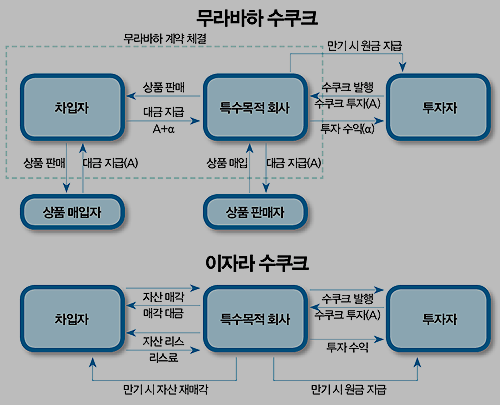 무라바하 수쿠크
무라바하 계약 체결
만기 시 원금 지급
차입자
상품 판매
대금 지급
A+α
특수목적 회사
수쿠크 발행
수쿠크 투자(A)
투자 수익(α)
투자자
상품 판매
대금 지급(A)
상품 매입
대금 지급(A)
상품 매입자
상품 판매자
이자라 수쿠크
차입자
자산 매각
매각 대금
자산 리스
리스료
특수목적 회사
수쿠크 발행
수쿠크 투자(A)
투자 수익
투자자
만기 시 자산 재매각
만기 시 원금 지급